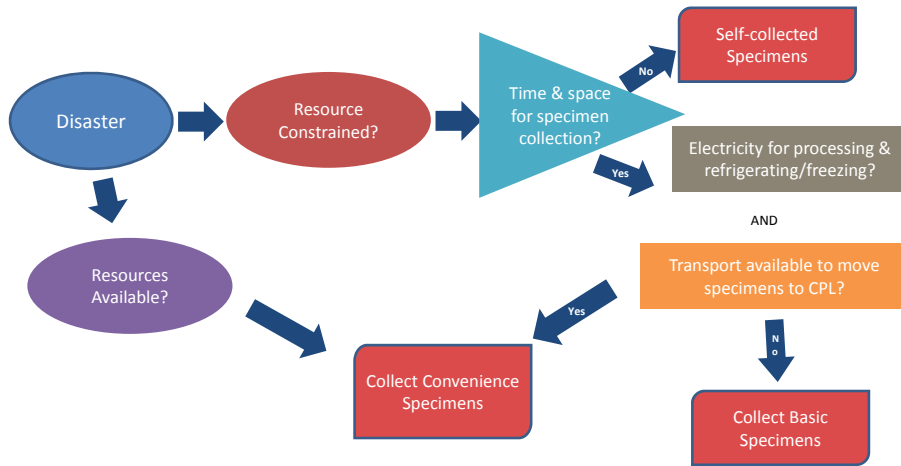 Self-collected
Specimens
No
Time & space
for specimen
collection?
Resource
Constrained?
Disaster
Electricity for processing &
refrigerating/freezing?
Yes
AND
Resources
Available?
Transport available to move
specimens to CPL?
Yes
N
o
Collect Convenience
Specimens
Collect Basic
Specimens